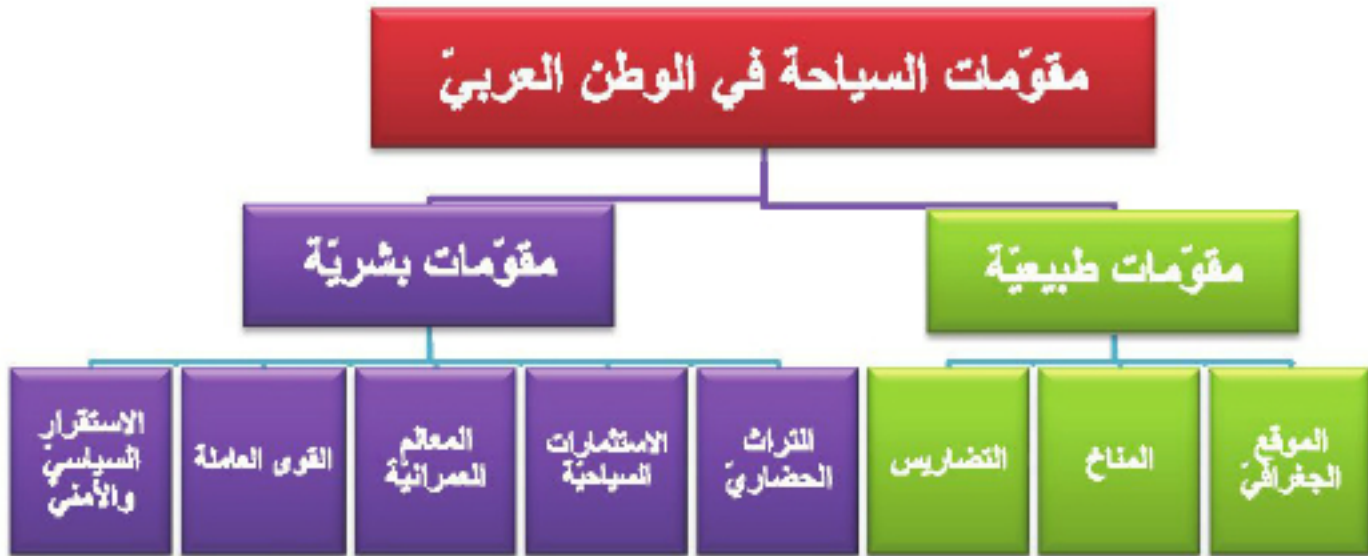 مقوّمات السياحة في الوطن العربيّ
مقوّمات طبيعيّة
مقوّمات بشريّة
الموقع
الجغرافيّ
المناخ
التضاريس
التراث
الحضاريّ
الاستثمارات
السياحيّة
المعالم
العمرانيّة
القوى العاملة
الاستقرار
السياسيّ
والأمنيّ